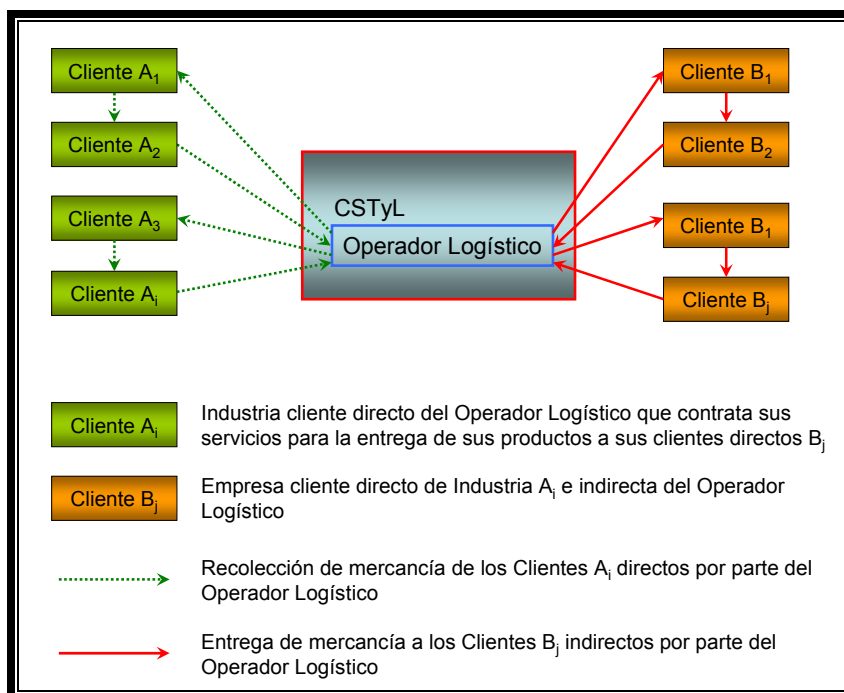 Cliente A1
Cliente A2
Cliente A3
Cliente Ai
CSTyL
Operador Logístico
Cliente B1
Cliente B2
Cliente B1
Cliente Bj
Cliente Ai
Industria cliente directo del Operador Logístico que contrata sus
servicios para la entrega de sus productos a sus clientes directos Bj
Cliente Bj
Empresa cliente directo de Industria Ai e indirecta del Operador
Logístico
Recolección de mercancía de los Clientes Ai directos por parte del
Operador Logístico
Entrega de mercancía a los Clientes Bj indirectos por parte del
Operador Logístico